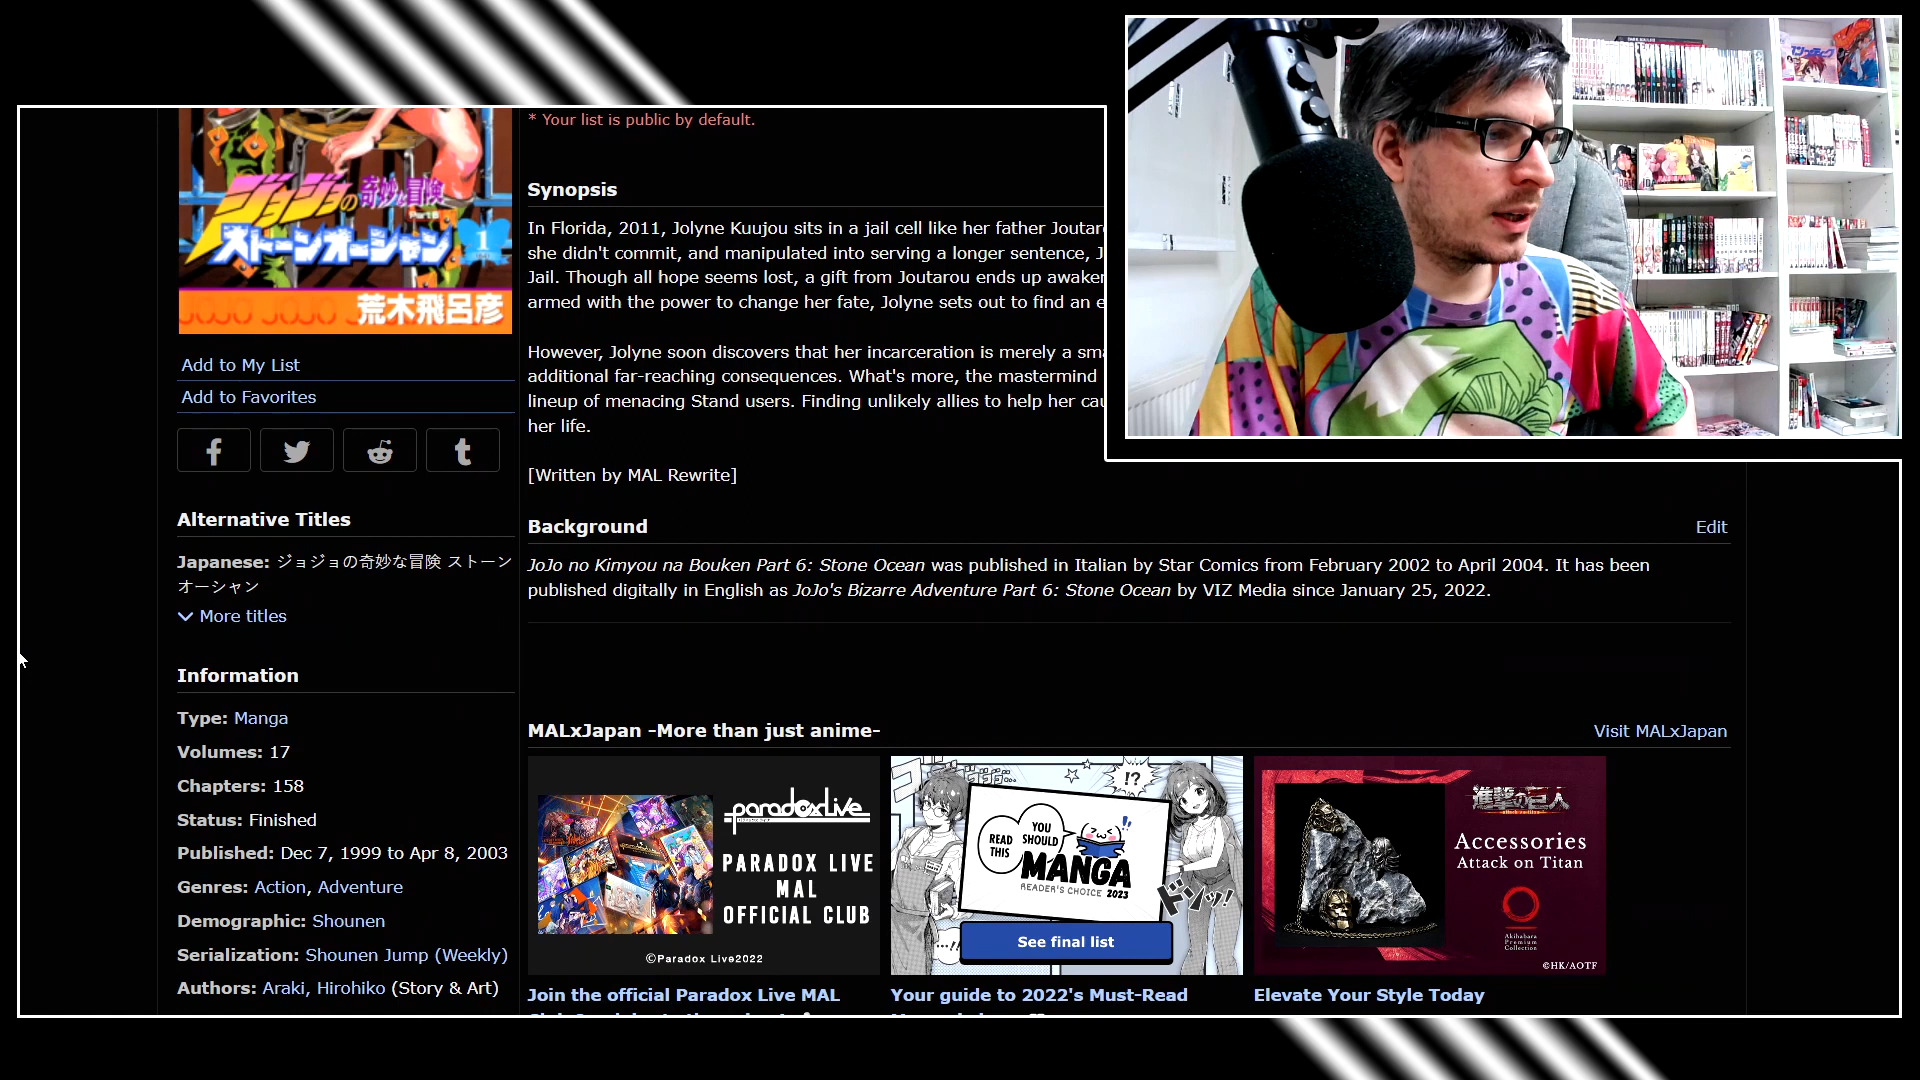 * Your list is public by default.
ジョジョの奇妙な冒険
Part6
ストーンオーシャン 1
荒木飛呂彦
Add to My List
Add to Favorites
Alternative Titles
Japanese: ジョジョの奇妙な冒険 ストーン
オーシャン
More titles
Information
Type: Manga
Volumes: 17
Chapters: 158
Status: Finished
Published: Dec 7, 1999 to Apr 8, 2003
Genres: Action, Adventure
Demographic: Shounen
Serialization: Shounen Jump (Weekly)
Authors: Araki, Hirohiko (Story & Art)
Synopsis
In Florida, 2011, Jolyne Kuujou sits in a jail cell like her father Joutar
she didn't commit, and manipulated into serving a longer sentence, J
Jail. Though all hope seems lost, a gift from Joutarou ends up awaker
armed with the power to change her fate, Jolyne sets out to find an e
However, Jolyne soon discovers that her incarceration is merely a sma
additional far-reaching consequences. What's more, the mastermind
lineup of menacing Stand users. Finding unlikely allies to help her cau
her life.
[Written by MAL Rewrite]
Background
Edit
JoJo no Kimyou na Bouken Part 6: Stone Ocean was published in Italian by Star Comics from February 2002 to April 2004. It has been
published digitally in English as JoJo's Bizarre Adventure Part 6: Stone Ocean by VIZ Media since January 25, 2022.
MALxJapan -More than just anime-
Visit MALxJapan
paradoxLive
PARADOX LIVE
MAL
OFFICIAL CLUB
©Paradox Live2022
!?
READ
THIS
YOU
SHOULD
MANGA
READER'S CHOICE 2023
See final list
進撃の巨人
Accessories
Attack on Titan
Akihabara
Premium
Collection
©HK/AOTF
Join the official Paradox Live MAL
Your guide to 2022's Must-Read
Elevate Your Style Today